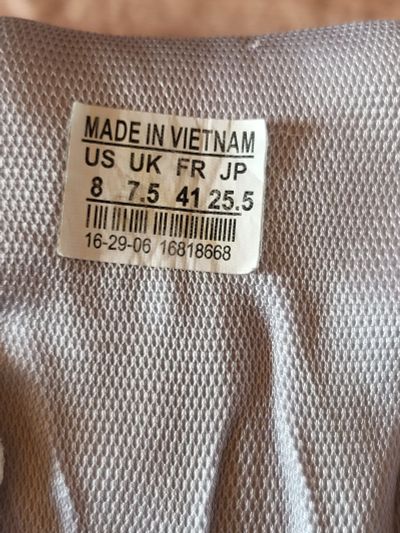 MADE IN VIETNAM
US UK FR JP
8 7.5 41 25.5
16-29-06 16818668